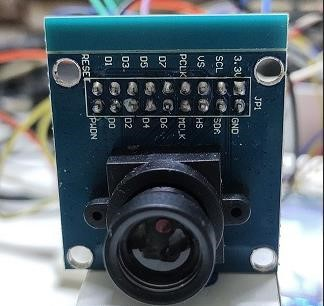 RESET D1 D3 D5 D7 PCLK VS SCL 3.3V
PWDN D0 D2 D4 D6 MCLK HS SDA GND
JP1